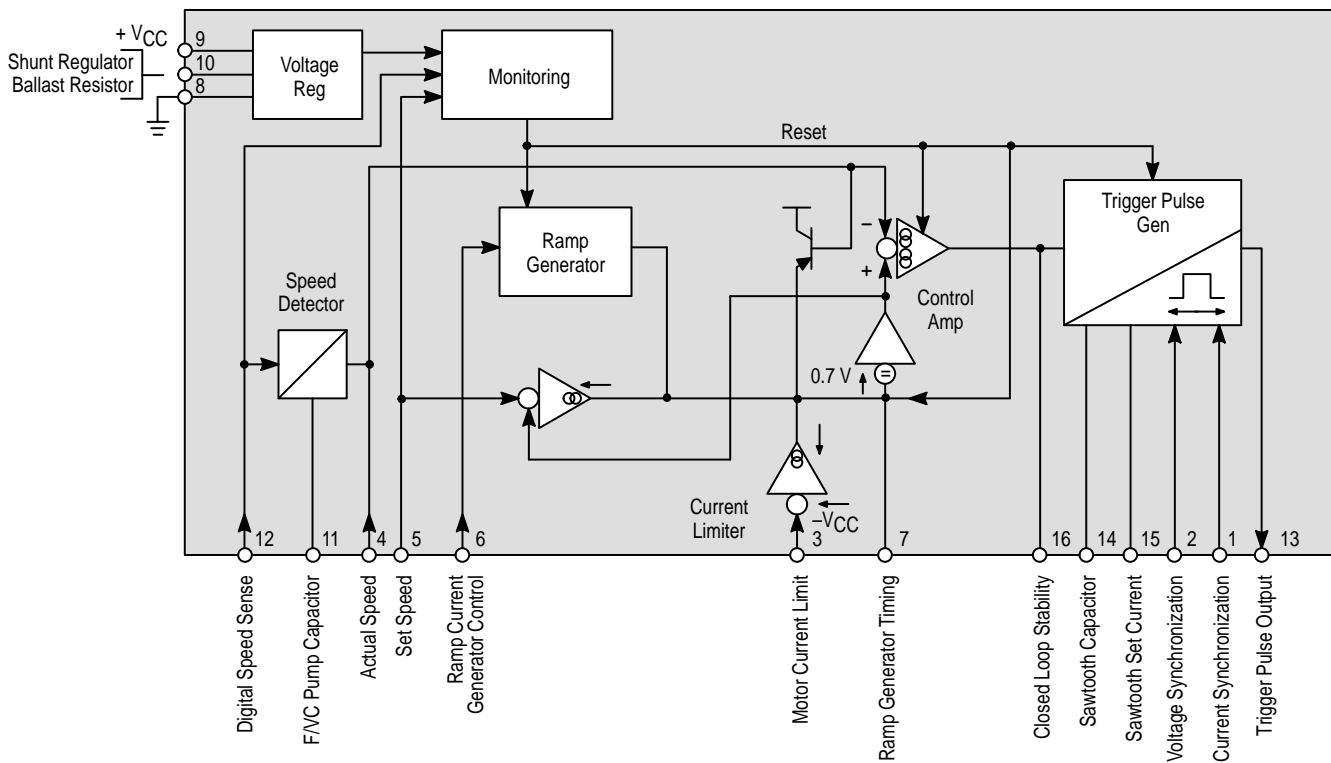 + VCC
9
Shunt Regulator
Ballast Resistor
10
8
Voltage
Reg
Monitoring
Reset
Ramp
Generator
–
+
Control
Amp
Trigger Pulse
Gen
Speed
Detector
0.7 V
=
Current
Limiter
–VCC
12
11
4
5
6
3
7
16
14
15
2
1
13
Digital Speed Sense
F/VC Pump Capacitor
Actual Speed
Set Speed
Ramp Current
Generator Control
Motor Current Limit
Ramp Generator Timing
Closed Loop Stability
Sawtooth Capacitor
Sawtooth Set Current
Voltage Synchronization
Current Synchronization
Trigger Pulse Output